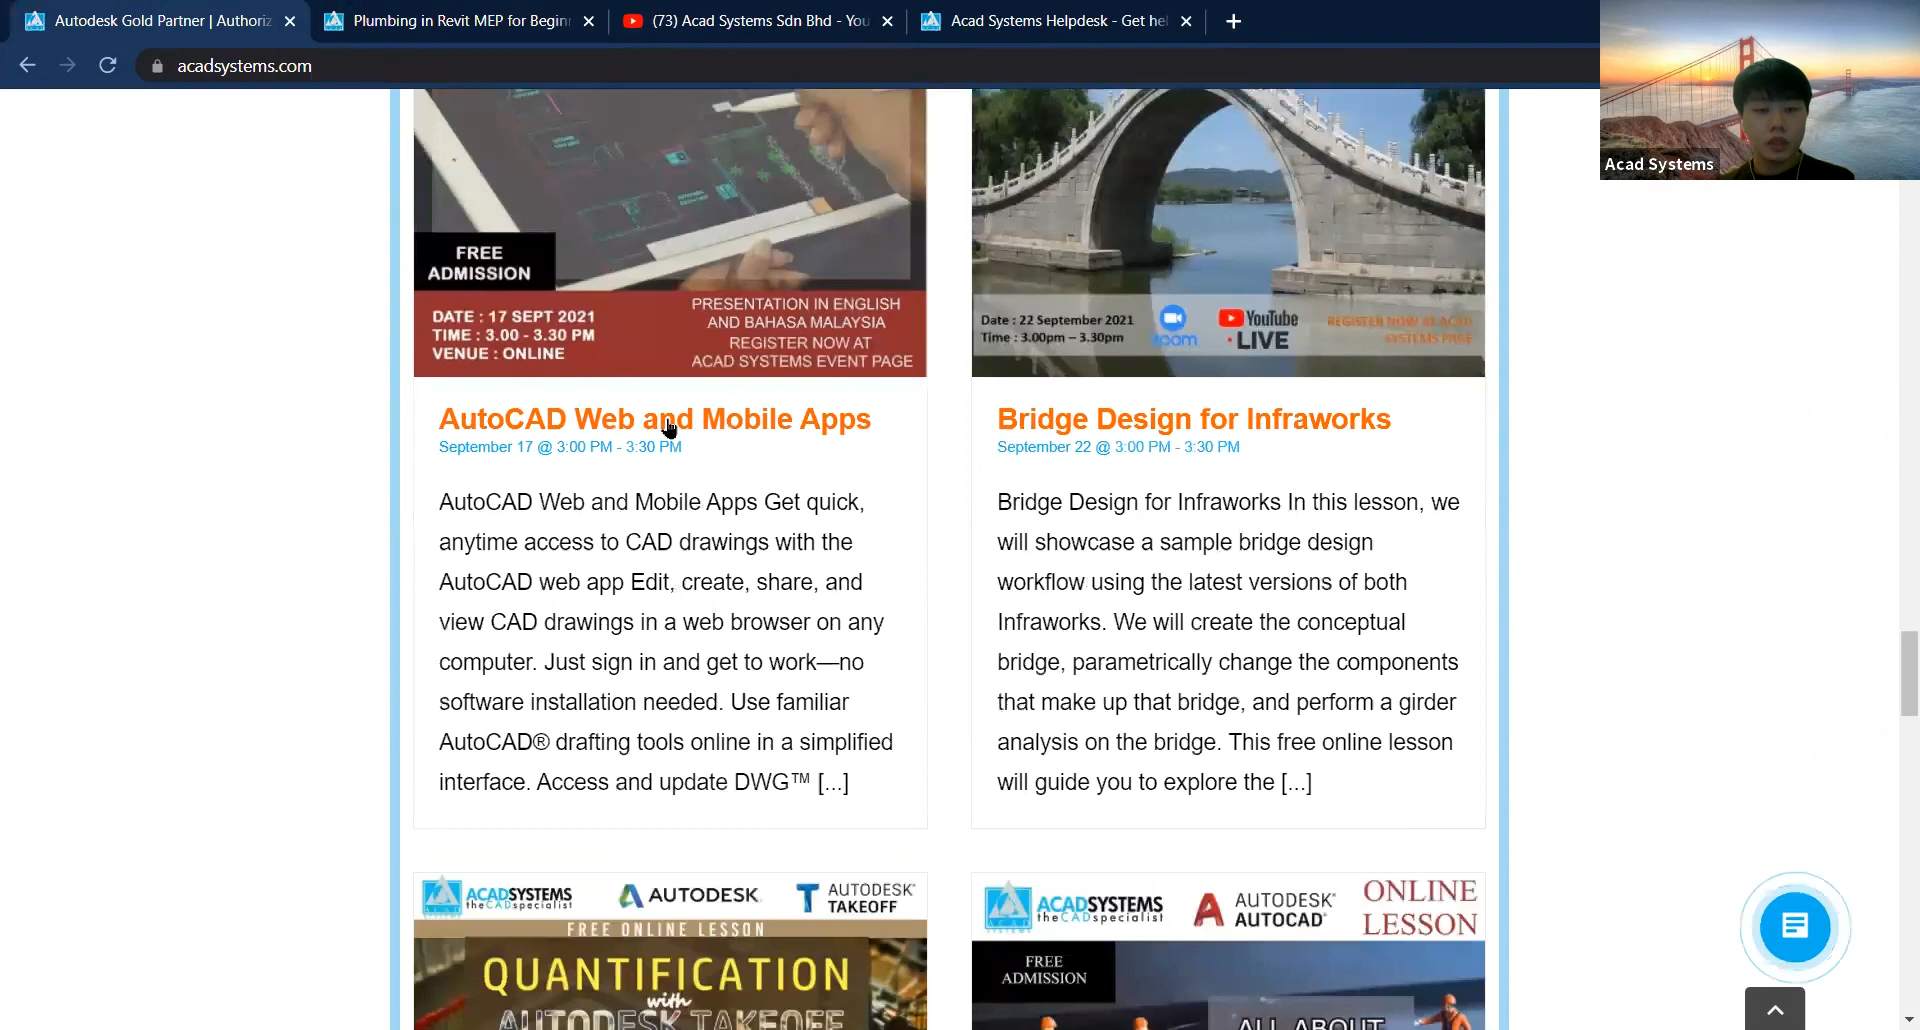 Autodesk Gold Partner | Authoriz
Plumbing in Revit MEP for Begin
(73) Acad Systems Sdn Bhd - You
Acad Systems Helpdesk - Get hel
acadsystems.com
Acad Systems
FREE
ADMISSION
DATE : 17 SEPT 2021
TIME : 3.00 - 3.30 PM
VENUE : ONLINE
PRESENTATION IN ENGLISH
AND BAHASA MALAYSIA
REGISTER NOW AT
ACAD SYSTEMS EVENT PAGE
Date : 22 September 2021
Time : 3.00pm – 3.30pm
zoom
YouTube
LIVE
REGISTER NOW AT ACAD
SYSTEMS PAGE
AutoCAD Web and Mobile Apps
September 17 @ 3:00 PM - 3:30 PM
AutoCAD Web and Mobile Apps Get quick,
anytime access to CAD drawings with the
AutoCAD web app Edit, create, share, and
view CAD drawings in a web browser on any
computer. Just sign in and get to work—no
software installation needed. Use familiar
AutoCAD® drafting tools online in a simplified
interface. Access and update DWG™ [...]
Bridge Design for Infraworks
September 22 @ 3:00 PM - 3:30 PM
Bridge Design for Infraworks In this lesson, we
will showcase a sample bridge design
workflow using the latest versions of both
Infraworks. We will create the conceptual
bridge, parametrically change the components
that make up that bridge, and perform a girder
analysis on the bridge. This free online lesson
will guide you to explore the [...]
ACADSYSTEMS
theCADspecialist
AUTODESK
AUTODESK
TAKEOFF
FREE ONLINE LESSON
QUANTIFICATION
with
AUTODESK TAKEOFF
ACADSYSTEMS
theCADspecialist
AUTODESK
AUTOCAD
ONLINE
LESSON
FREE
ADMISSION
ALL ABOUT